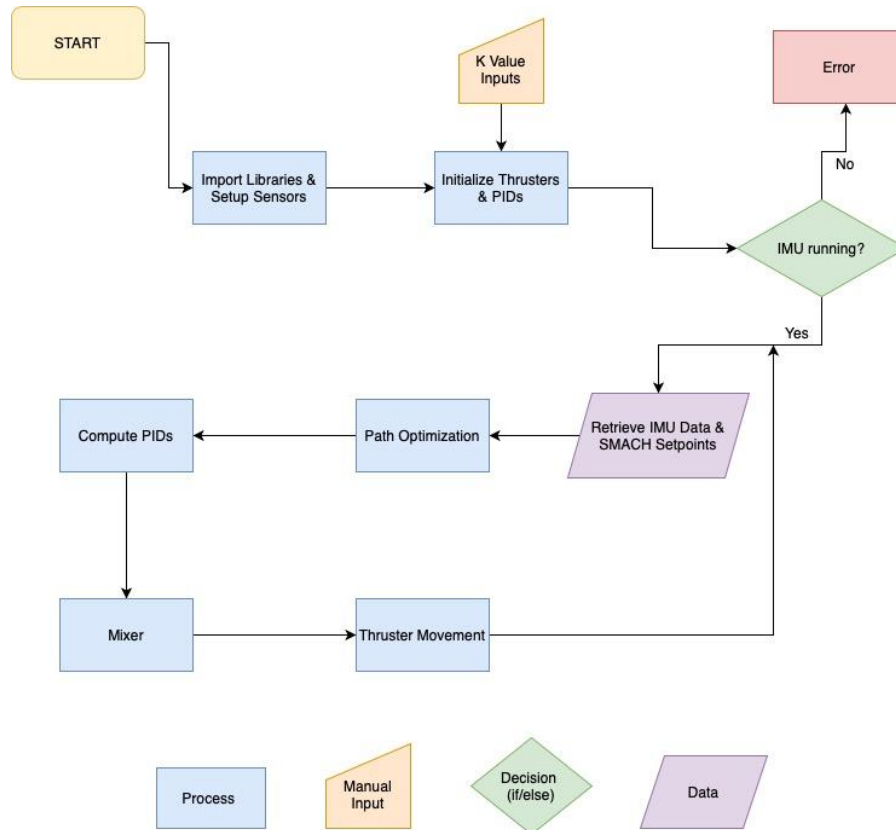 START
K Value
Inputs
Error
Import Libraries &
Setup Sensors
Initialize Thrusters
& PIDs
No
IMU running?
Yes
Compute PIDs
Path Optimization
Retrieve IMU Data &
SMACH Setpoints
Mixer
Thruster Movement
Process
Manual
Input
Decision
(if/else)
Data